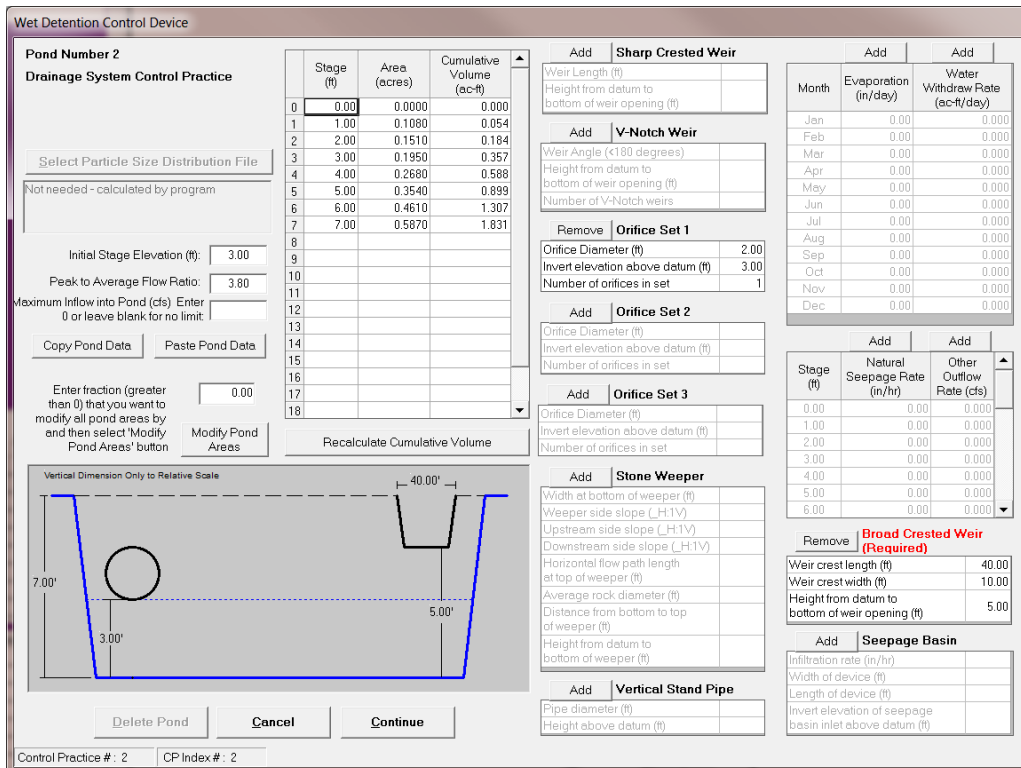 Wet Detention Control Device
Pond Number 2
Drainage System Control Practice
Select Particle Size Distribution File
Not needed - calculated by program
Initial Stage Elevation (ft): 3.00
Peak to Average Flow Ratio: 3.80
Maximum Inflow into Pond (cfs) Enter
0 or leave blank for no limit:
Copy Pond Data Paste Pond Data
Enter fraction (greater 0.00
than 0) that you want to
modify all pond areas by
and then select 'Modify
Pond Areas' button
Modify Pond
Areas
Stage
(ft)
Area
(acres)
Cumulative
Volume
(ac-ft)
0 0.00 0.0000 0.000
1 1.00 0.1080 0.054
2 2.00 0.1510 0.184
3 3.00 0.1950 0.357
4 4.00 0.2680 0.588
5 5.00 0.3540 0.899
6 6.00 0.4610 1.307
7 7.00 0.5870 1.831
8
9
10
11
12
13
14
15
16
17
18
Recalculate Cumulative Volume
Vertical Dimension Only to Relative Scale
40.00'
7.00'
3.00'
5.00'
Delete Pond Cancel Continue
Control Practice #: 2 CP Index #: 2
Add Sharp Crested Weir
Weir Length (ft)
Height from datum to
bottom of weir opening (ft)
Add V-Notch Weir
Weir Angle (<180 degrees)
Height from datum to
bottom of weir opening (ft)
Number of V-Notch weirs
Remove Orifice Set 1
Orifice Diameter (ft) 2.00
Invert elevation above datum (ft) 3.00
Number of orifices in set 1
Add Orifice Set 2
Orifice Diameter (ft)
Invert elevation above datum (ft)
Number of orifices in set
Add Orifice Set 3
Orifice Diameter (ft)
Invert elevation above datum (ft)
Number of orifices in set
Add Stone Weeper
Width at bottom of weeper (ft)
Weeper side slope (_H:1V)
Upstream side slope (_H:1V)
Downstream side slope (_H:1V)
Horizontal flow path length
at top of weeper (ft)
Average rock diameter (ft)
Distance from bottom to top
of weeper (ft)
Height from datum to
bottom of weeper (ft)
Add Vertical Stand Pipe
Pipe diameter (ft)
Height above datum (ft)
Add Add
Month
Evaporation
(in/day)
Water
Withdraw Rate
(ac-ft/day)
Jan 0.00 0.000
Feb 0.00 0.000
Mar 0.00 0.000
Apr 0.00 0.000
May 0.00 0.000
Jun 0.00 0.000
Jul 0.00 0.000
Aug 0.00 0.000
Sep 0.00 0.000
Oct 0.00 0.000
Nov 0.00 0.000
Dec 0.00 0.000
Add Add
Stage
(ft)
Natural
Seepage Rate
(in/hr)
Other
Outflow
Rate (cfs)
0.00 0.00 0.000
1.00 0.00 0.000
2.00 0.00 0.000
3.00 0.00 0.000
4.00 0.00 0.000
5.00 0.00 0.000
6.00 0.00 0.000
Remove Broad Crested Weir
(Required)
Weir crest length (ft) 40.00
Weir crest width (ft) 10.00
Height from datum to
bottom of weir opening (ft) 5.00
Add Seepage Basin
Infiltration rate (in/hr)
Width of device (ft)
Length of device (ft)
Invert elevation of seepage
basin inlet above datum (ft)